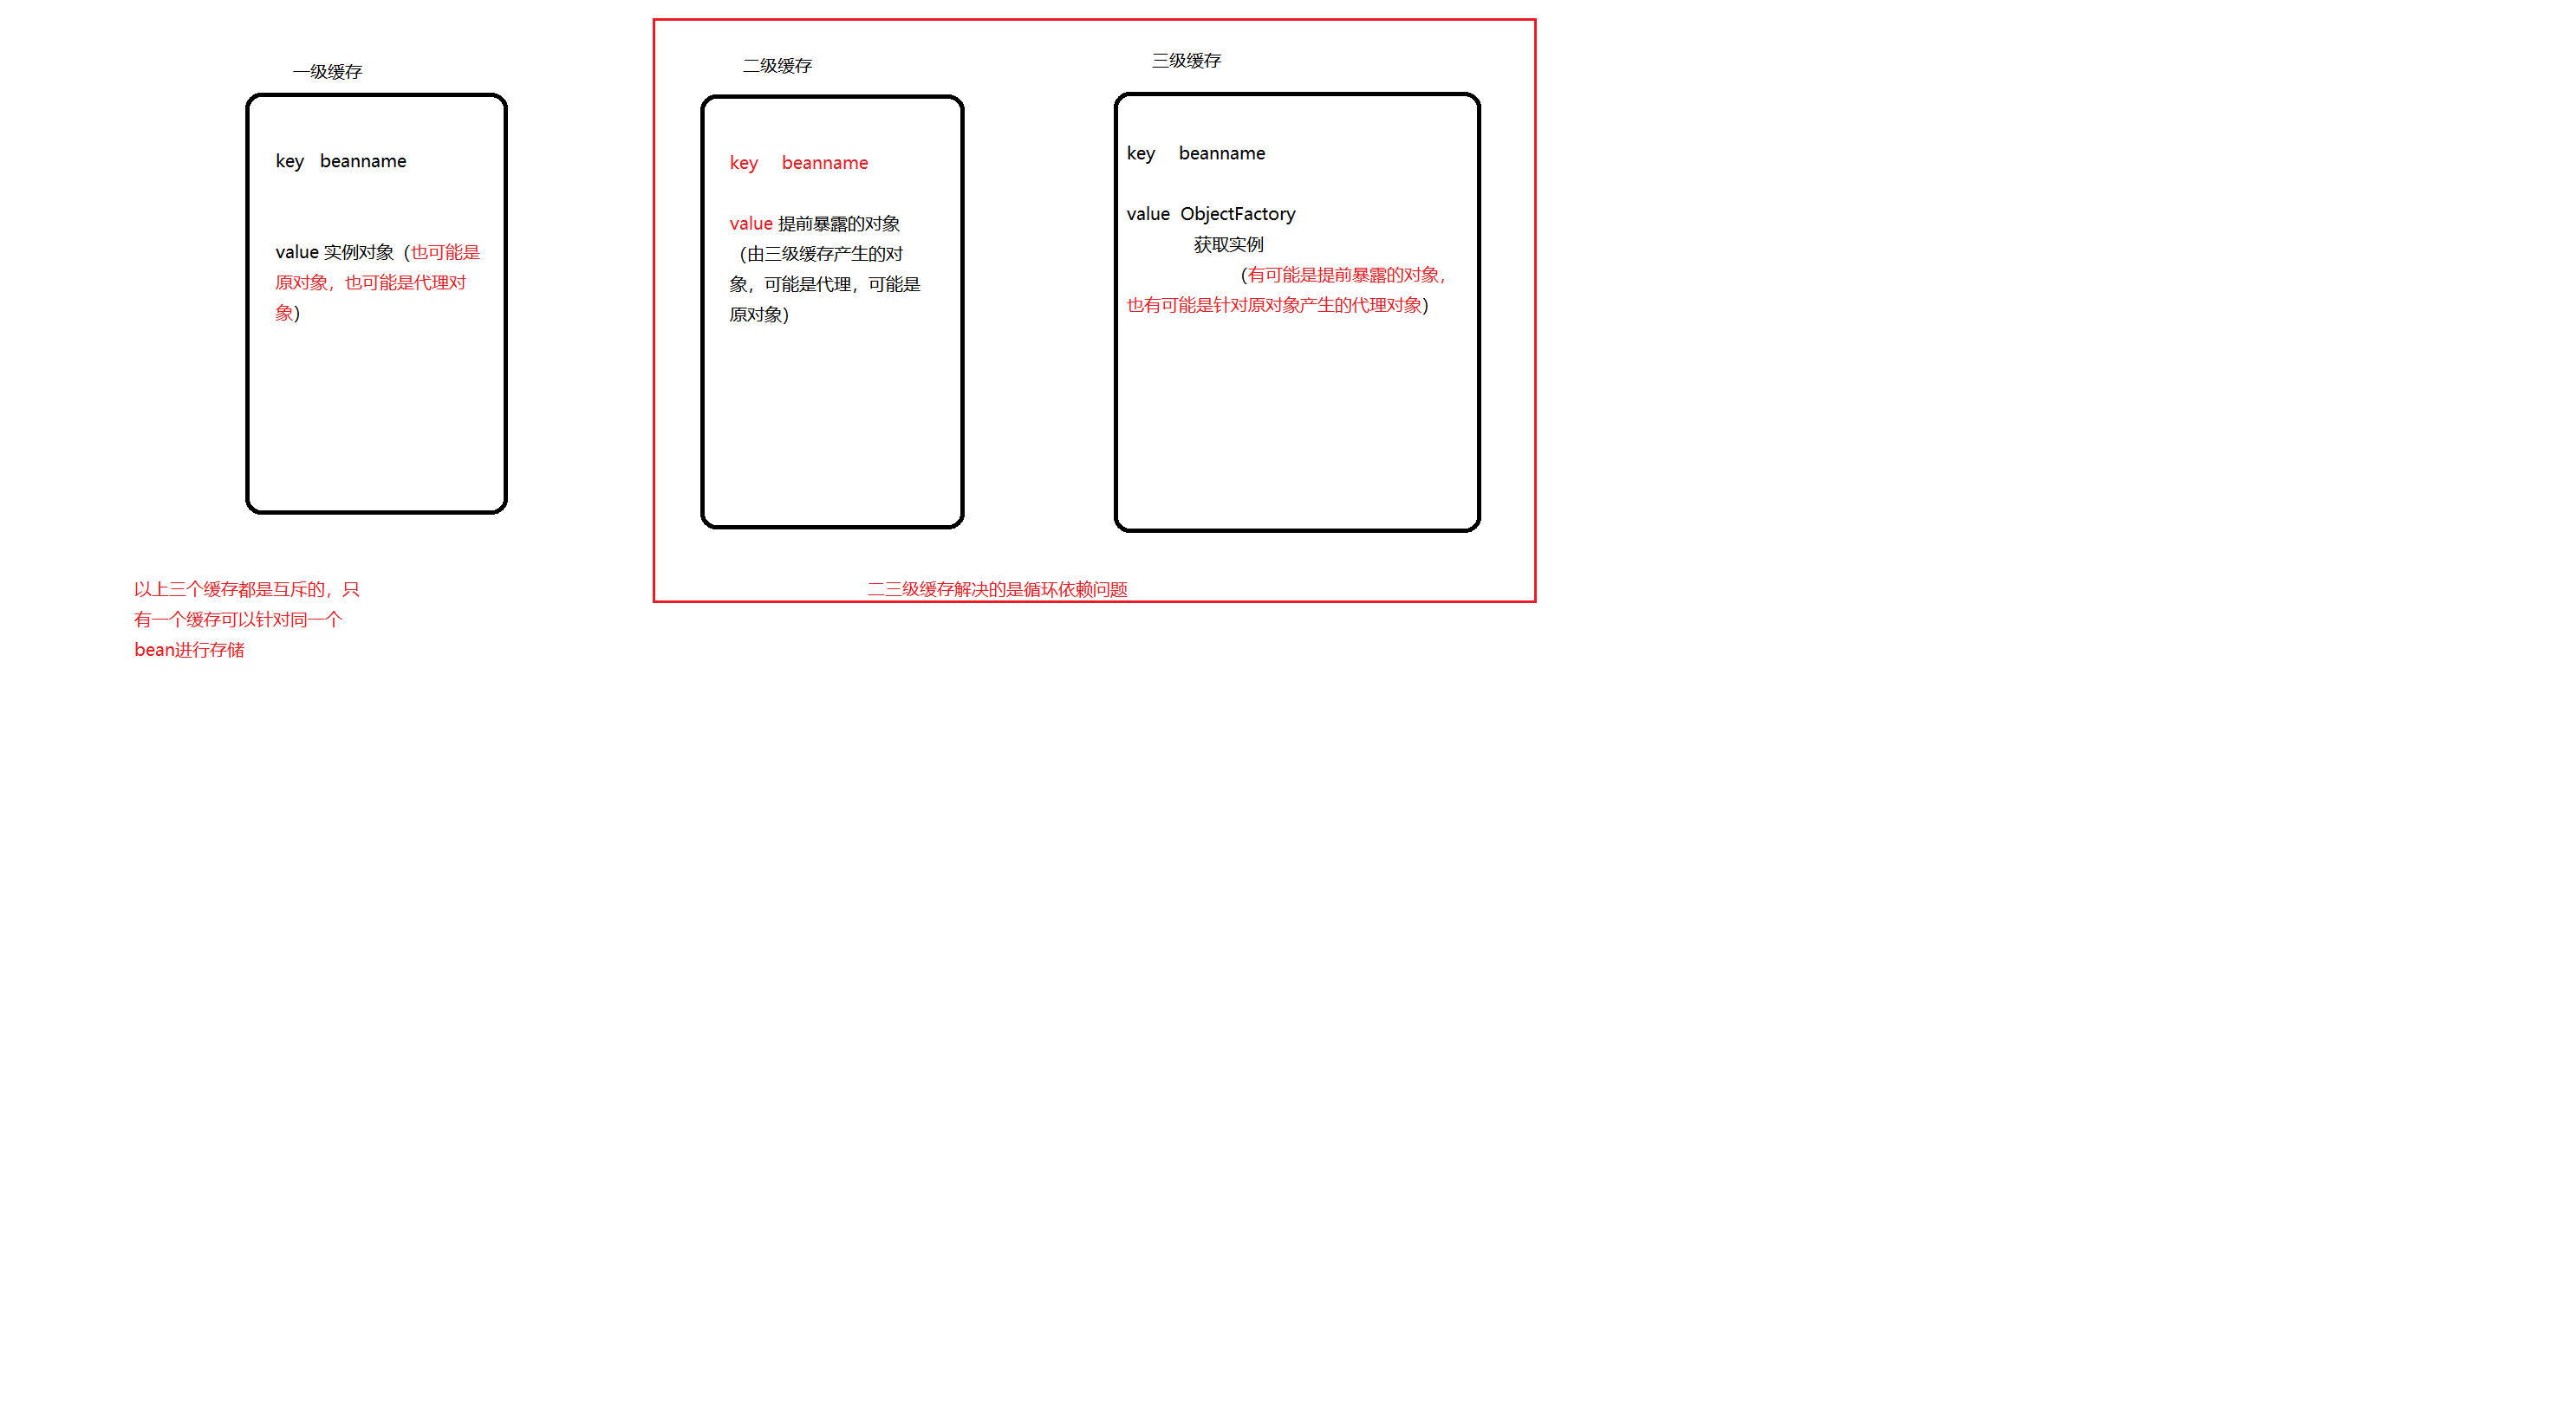 一级缓存
key beanname
value 实例对象（也可能是
原对象，也可能是代理对
象）
二级缓存
key beanname
value 提前暴露的对象
（由三级缓存产生的对
象，可能是代理，可能是
原对象）
三级缓存
key beanname
value ObjectFactory
获取实例
（有可能是提前暴露的对象，
也有可能是针对原对象产生的代理对象）
二三级缓存解决的是循环依赖问题
以上三个缓存都是互斥的，只
有一个缓存可以针对同一个
bean进行存储